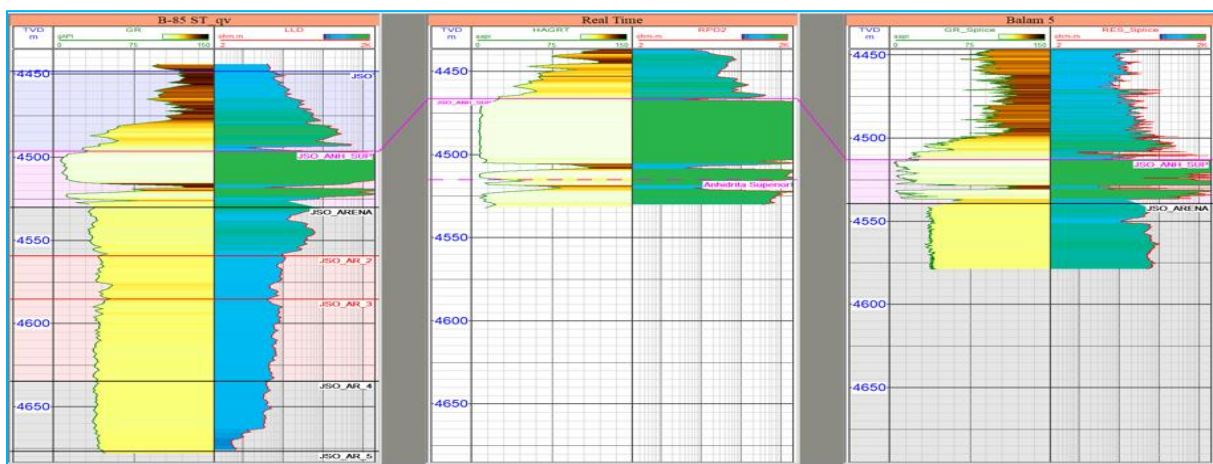 B-85 ST_qv
TVD
m
GR
0 gAPI 150
LLD
2 ohm.m 2K
4450
4500
4550
4600
4650
JSO
JSO_ANH_SUP
JSO_ARENA
JSO_AR_2
JSO_AR_3
JSO_AR_4
JSO_AR_5
Real Time
TVD
m
HAGRT
0 gapi 75 150
RPD2
2 ohm.m 2K
4450
JSO_ANH_SUP
4500
Anhidrita Superior
4550
4600
4650
Balam 5
TVD
m
GR_Splice
0 gapi 75 150
RES_Splice
2 ohm.m 2K
4450
4500
JSO_ANH_SUP
JSO_ARENA
4550
4600
4650